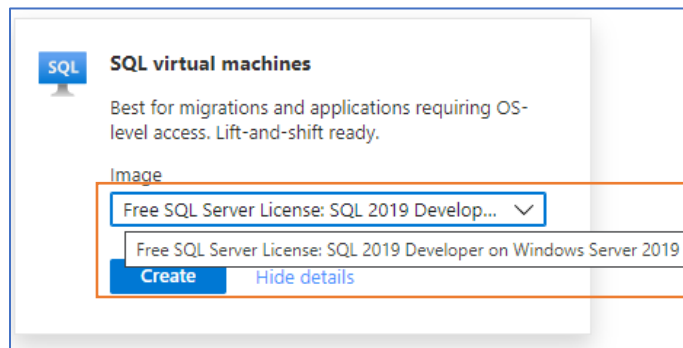 SQL
SQL virtual machines
Best for migrations and applications requiring OS-
level access. Lift-and-shift ready.
Image
Free SQL Server License: SQL 2019 Develop...
Free SQL Server License: SQL 2019 Developer on Windows Server 2019
Create
Hide details